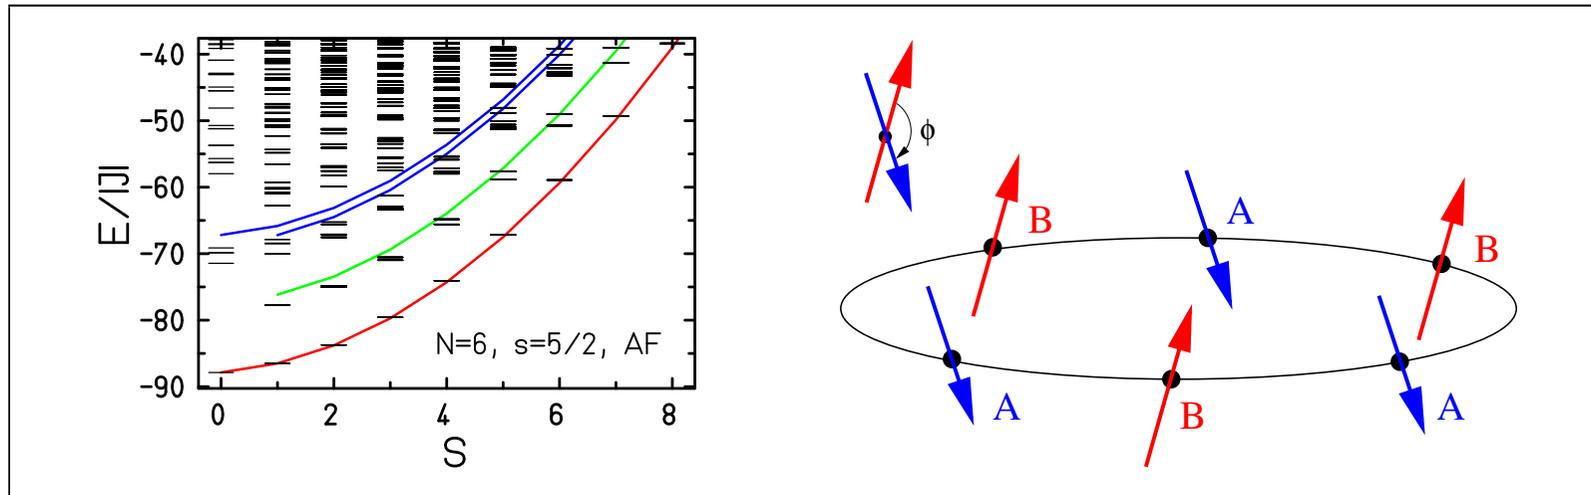 E/|J|
−40
−50
−60
−70
−80
−90
N=6, s=5/2, AF
0 2 4 6 8
S
ϕ
B
A
B
A
B
A